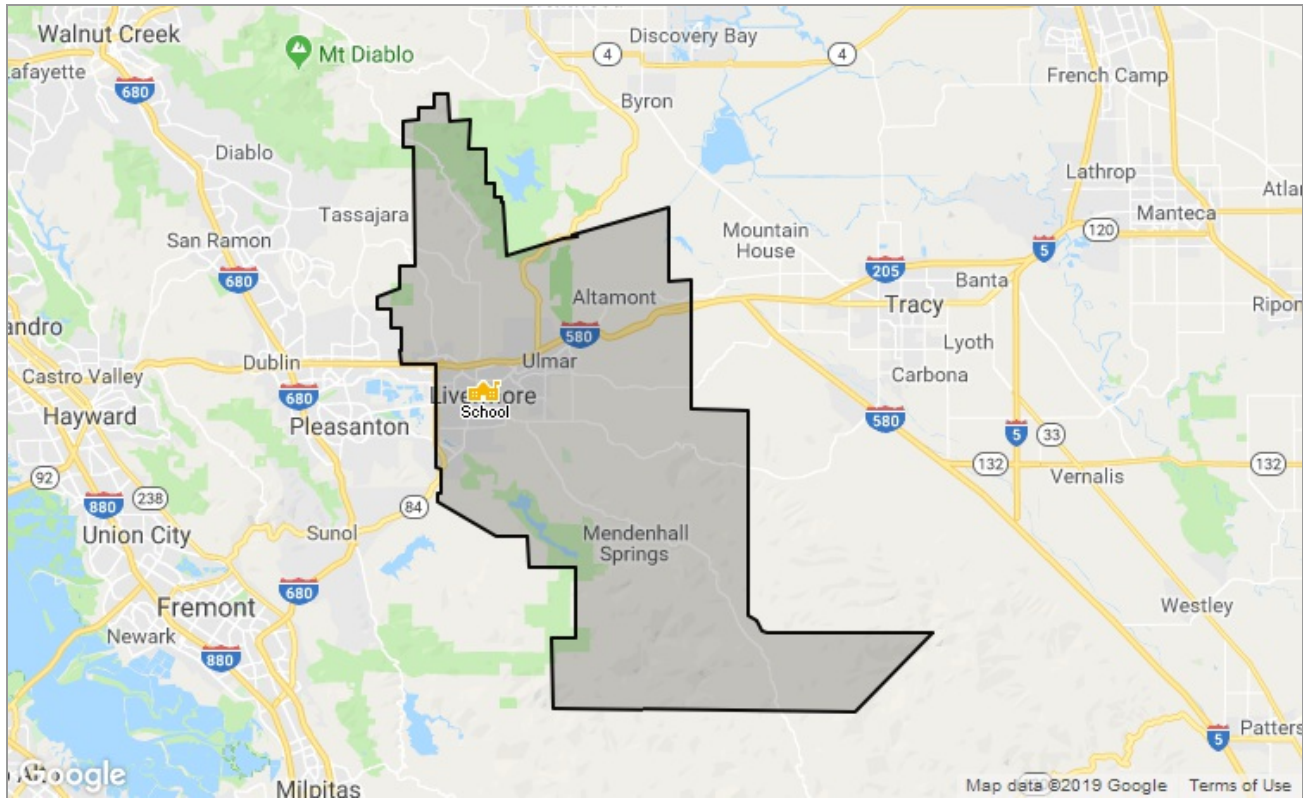 Walnut Creek
Lafayette
680
Mt Diablo
4
Discovery Bay
4
French Camp
Byron
Diablo
Lathrop
Tassajara
Manteca
San Ramon
Mountain
House
5
120
680
205
Banta
Altamont
Tracy
Ripon
580
Lyoth
Dublin
Ulmar
Carbona
Castro Valley
Livermore
680
School
Hayward
Pleasanton
580
5
33
92
132
132
880
238
Vernalis
84
Union City
Sunol
Mendenhall
Springs
680
Fremont
Westley
Newark
880
5
Google
Milpitas
Map data ©2019 Google
Terms of Use